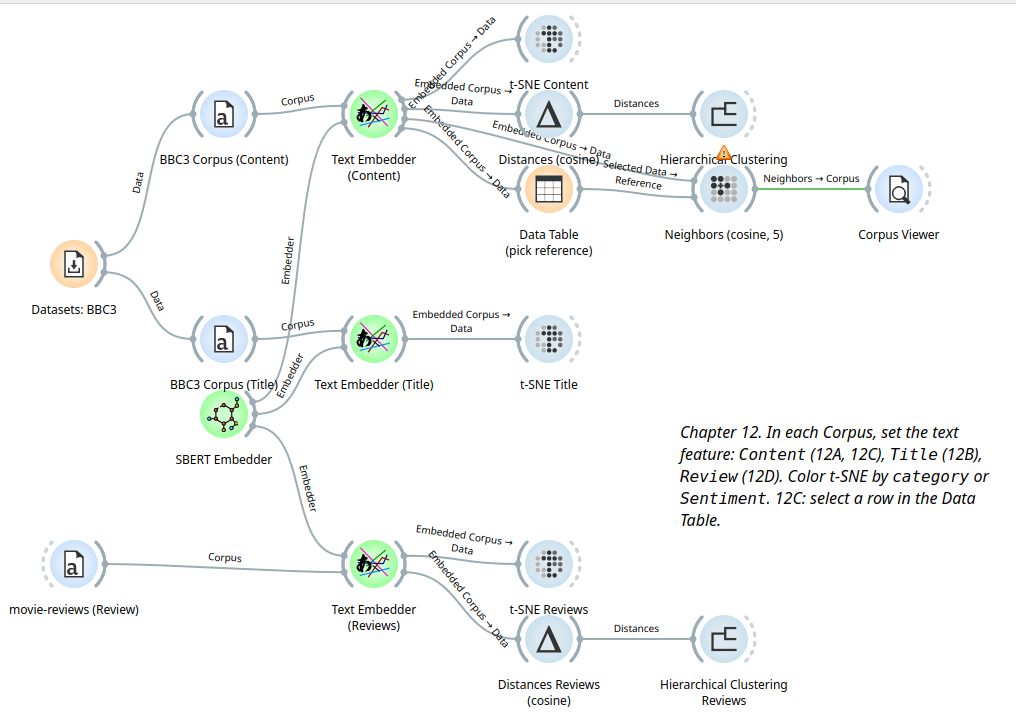 Embedded Corpus → Data
t-SNE Content
Corpus
Embedded Corpus →
Data
Distances
BBC3 Corpus (Content)
Text Embedder
(Content)
Distances (cosine)
Hierarchical Clustering
Embedded Corpus → Data
Embedded Corpus → Data
Selected Data →
Reference
Neighbors → Corpus
Data
Data Table
(pick reference)
Neighbors (cosine, 5)
Corpus Viewer
Embedder
Datasets: BBC3
Data
Corpus
Embedded Corpus →
Data
BBC3 Corpus (Title)
Text Embedder (Title)
t-SNE Title
Embedder
SBERT Embedder
Chapter 12. In each Corpus, set the text
feature: Content (12A, 12C), Title (12B),
Review (12D). Color t-SNE by category or
Sentiment. 12C: select a row in the Data
Table.
Embedder
Corpus
Embedded Corpus →
Data
movie-reviews (Review)
Text Embedder
(Reviews)
t-SNE Reviews
Embedded Corpus → Data
Distances
Distances Reviews
(cosine)
Hierarchical Clustering
Reviews